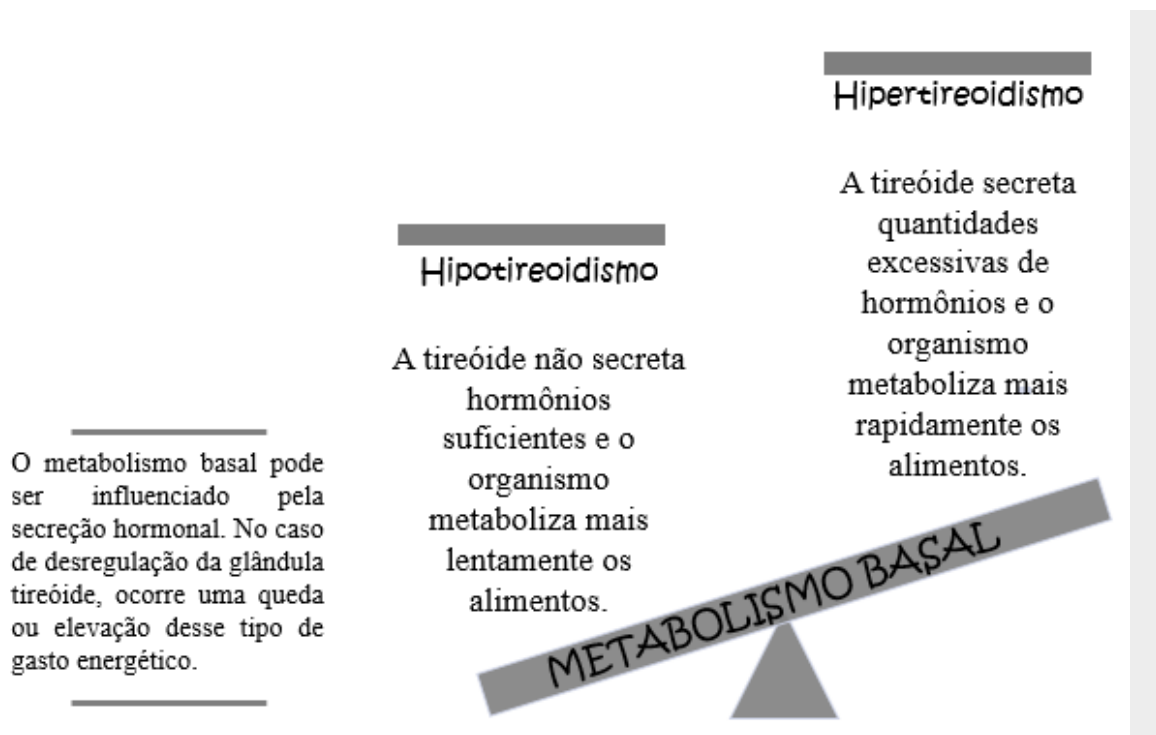 Hipertireoidismo
A tireóide secreta
quantidades
excessivas de
hormônios e o
organismo
metaboliza mais
rapidamente os
alimentos.
Hipotireoidismo
A tireóide não secreta
hormônios
suficientes e o
organismo
metaboliza mais
lentamente os
alimentos.
O metabolismo basal pode
ser influenciado pela
secreção hormonal. No caso
de desregulação da glândula
tireóide, ocorre uma queda
ou elevação desse tipo de
gasto energético.
METABOLISMO BASAL